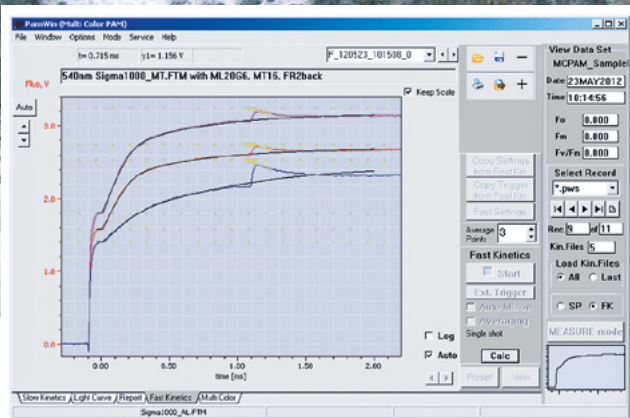 PamWin (Multi Color PAM)
File Window Options Mode Service Help
t= 0.715 ms y1= 1.156 V
F_120523_101508_0
540nm Sigma1000_MT.FTM with ML20G6, MT16, FR2back
Fluo, V
Auto
Keep Scale
3.0
2.0
1.0
0.0
0.00
0.50
1.00
1.50
2.00
time [ms]
Log
Auto
Slow Kinetics Light Curve Report Fast Kinetics Multi Color
Sigma1000_AL.FTM
Copy Settings
from Fast Kin.
Copy Trigger
from Fast Kin.
Fast Settings
Average
Points
3
Fast Kinetics
Start
Ext. Trigger
Averaging
Single shot
Calc
Reset New
View Data Set
MCPAM_Sample
Date 23MAY2012
Time 10:14:56
Fo 0.000
Fm 0.000
Fv/Fm 0.000
Select Record
*.pws
Rec 9 of 11
Kin.Files 5
Load Kin.Files
All Last
SP FK
MEASURE-mode